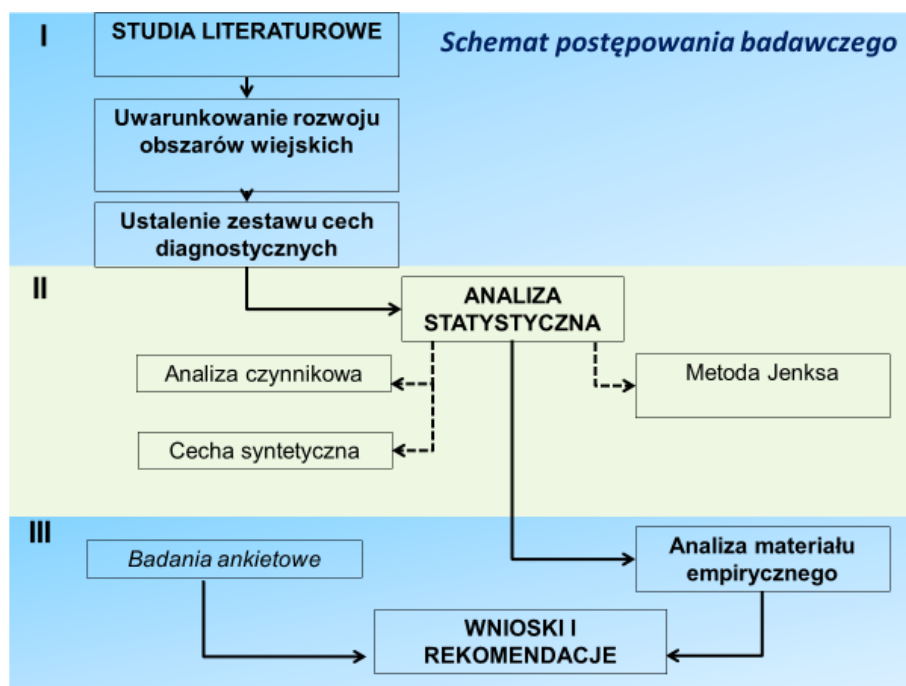 I
STUDIA LITERATUROWE
Schemat postępowania badawczego
Uwarunkowanie rozwoju
obszarów wiejskich
Ustalenie zestawu cech
diagnostycznych
II
ANALIZA
STATYSTYCZNA
Analiza czynnikowa
Metoda Jenksa
Cecha syntetyczna
III
Badania ankietowe
Analiza materiału
empirycznego
WNIOSKI I
REKOMENDACJE